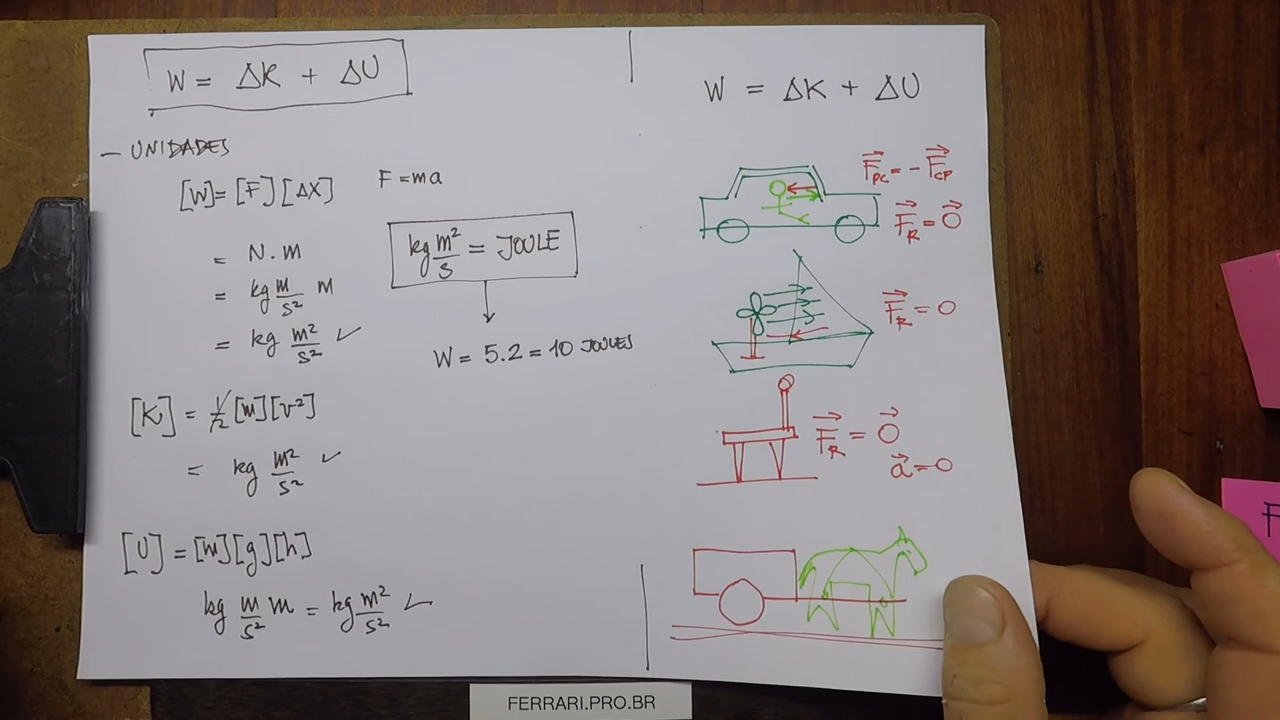 W = ΔK + ΔU
– UNIDADES
[W] = [F][ΔX]
F = ma
= N.m
= kg m/s² m
= kg m²/s² ✓
kg m²/s = JOULE
W = 5.2 = 10 JOULES
[K] = 1/2 [m][v²]
= kg m²/s² ✓
[U] = [m][g][h]
kg m/s² m = kg m²/s² ✓
W = ΔK + ΔU
F⃗PC = - F⃗CP
F⃗R = 0⃗
F⃗R = 0
F⃗R = 0⃗
a⃗ = 0
F
FERRARI.PRO.BR